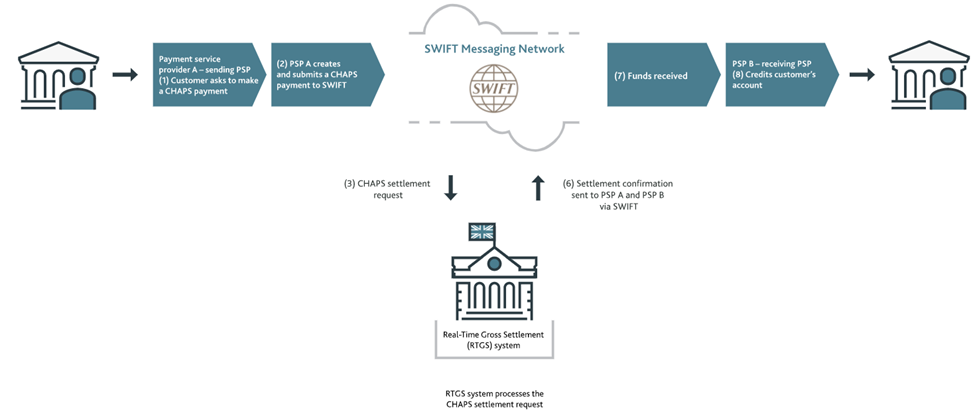 Payment service
provider A – sending PSP
(1) Customer asks to make
a CHAPS payment
(2) PSP A creates
and submits a CHAPS
payment to SWIFT
SWIFT Messaging Network
SWIFT
(7) Funds received
PSP B – receiving PSP
(8) Credits customer's
account
(3) CHAPS settlement
request
(6) Settlement confirmation
sent to PSP A and PSP B
via SWIFT
Real-Time Gross Settlement
(RTGS) system
RTGS system processes the
CHAPS settlement request